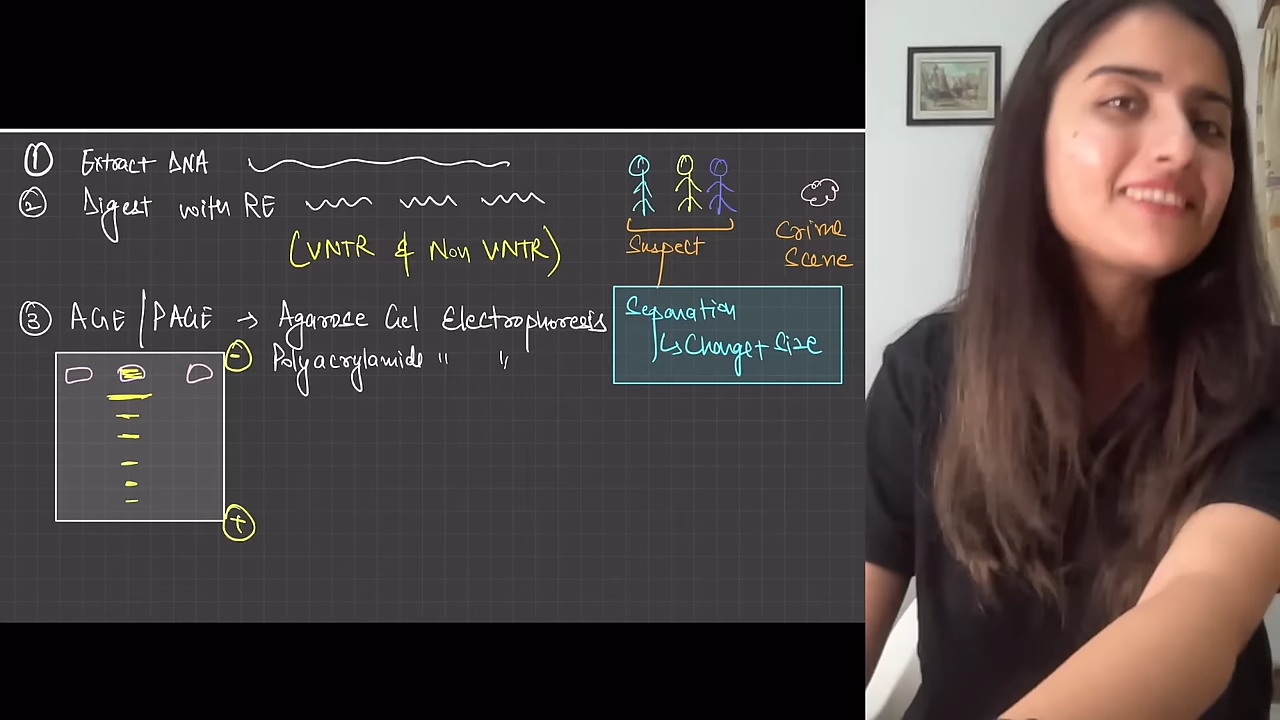 ① Extract DNA
② Digest with RE
(VNTR & Non VNTR)
Suspect
Crime
Scene
③ AGE / PAGE → Agarose Gel Electrophoresis
Polyacrylamide " "
Separation
↳ Charge + Size
-
+